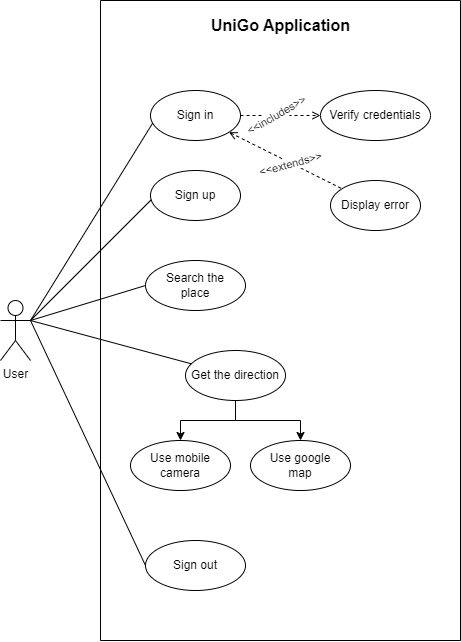 UniGo Application
Sign in
<<includes>>
Verify credentials
<<extends>>
Sign up
Display error
Search the
place
User
Get the direction
Use mobile
camera
Use google
map
Sign out